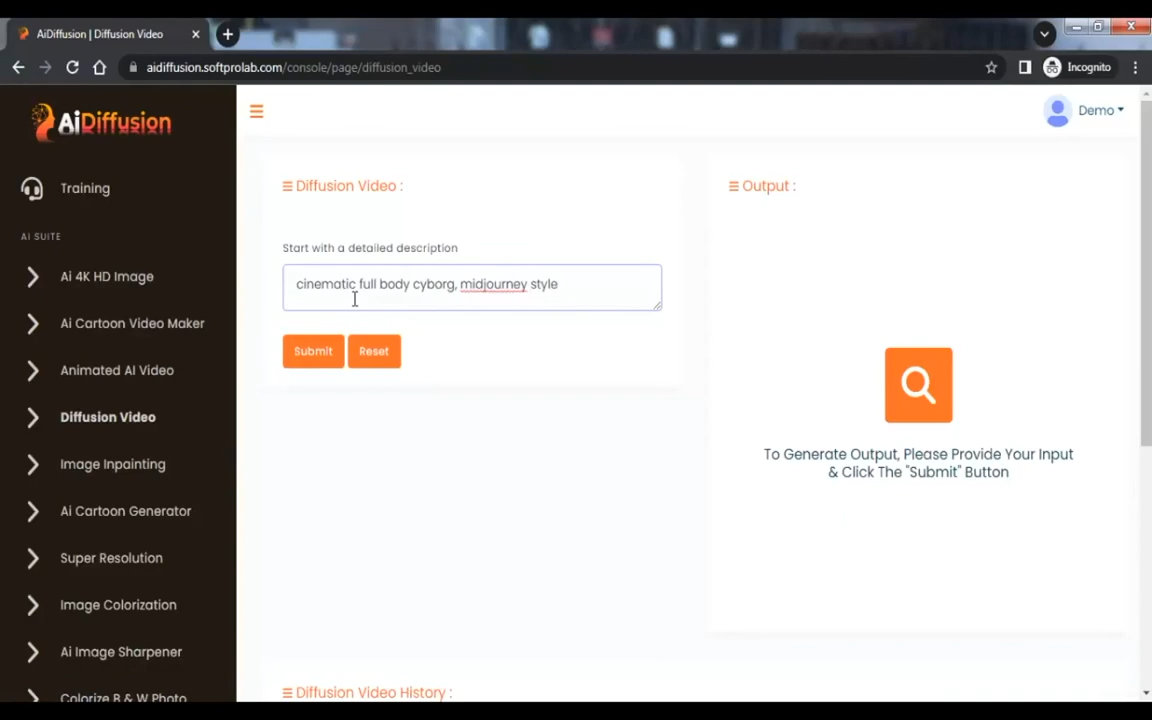 AiDiffusion | Diffusion Video
aidiffusion.softprolab.com/console/page/diffusion_video
Incognito
AiDiffusion
Demo
Training
AI SUITE
Ai 4K HD Image
Ai Cartoon Video Maker
Animated AI Video
Diffusion Video
Image Inpainting
Ai Cartoon Generator
Super Resolution
Image Colorization
Ai Image Sharpener
Colorize B & W Photo
Diffusion Video :
Start with a detailed description
cinematic full body cyborg, midjourney style
Submit
Reset
Output :
To Generate Output, Please Provide Your Input
& Click The "Submit" Button
Diffusion Video History :